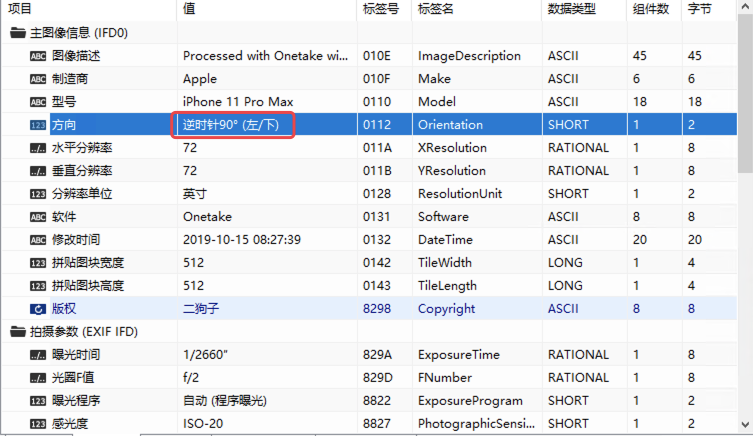 项目 值 标签号 标签名 数据类型 组件数 字节
主图像信息 (IFD0)
ABC 图像描述 Processed with Onetake wi... 010E ImageDescription ASCII 45 45
ABC 制造商 Apple 010F Make ASCII 6 6
ABC 型号 iPhone 11 Pro Max 0110 Model ASCII 18 18
123 方向 逆时针90° (左/下) 0112 Orientation SHORT 1 2
../.. 水平分辨率 72 011A XResolution RATIONAL 1 8
../.. 垂直分辨率 72 011B YResolution RATIONAL 1 8
123 分辨率单位 英寸 0128 ResolutionUnit SHORT 1 2
ABC 软件 Onetake 0131 Software ASCII 8 8
ABC 修改时间 2019-10-15 08:27:39 0132 DateTime ASCII 20 20
123 拼贴图块宽度 512 0142 TileWidth LONG 1 4
123 拼贴图块高度 512 0143 TileLength LONG 1 4
版权 二狗子 8298 Copyright ASCII 8 8
拍摄参数 (EXIF IFD)
../.. 曝光时间 1/2660" 829A ExposureTime RATIONAL 1 8
../.. 光圈F值 f/2 829D FNumber RATIONAL 1 8
123 曝光程序 自动 (程序曝光) 8822 ExposureProgram SHORT 1 2
123 感光度 ISO-20 8827 PhotographicSensi... SHORT 1 2